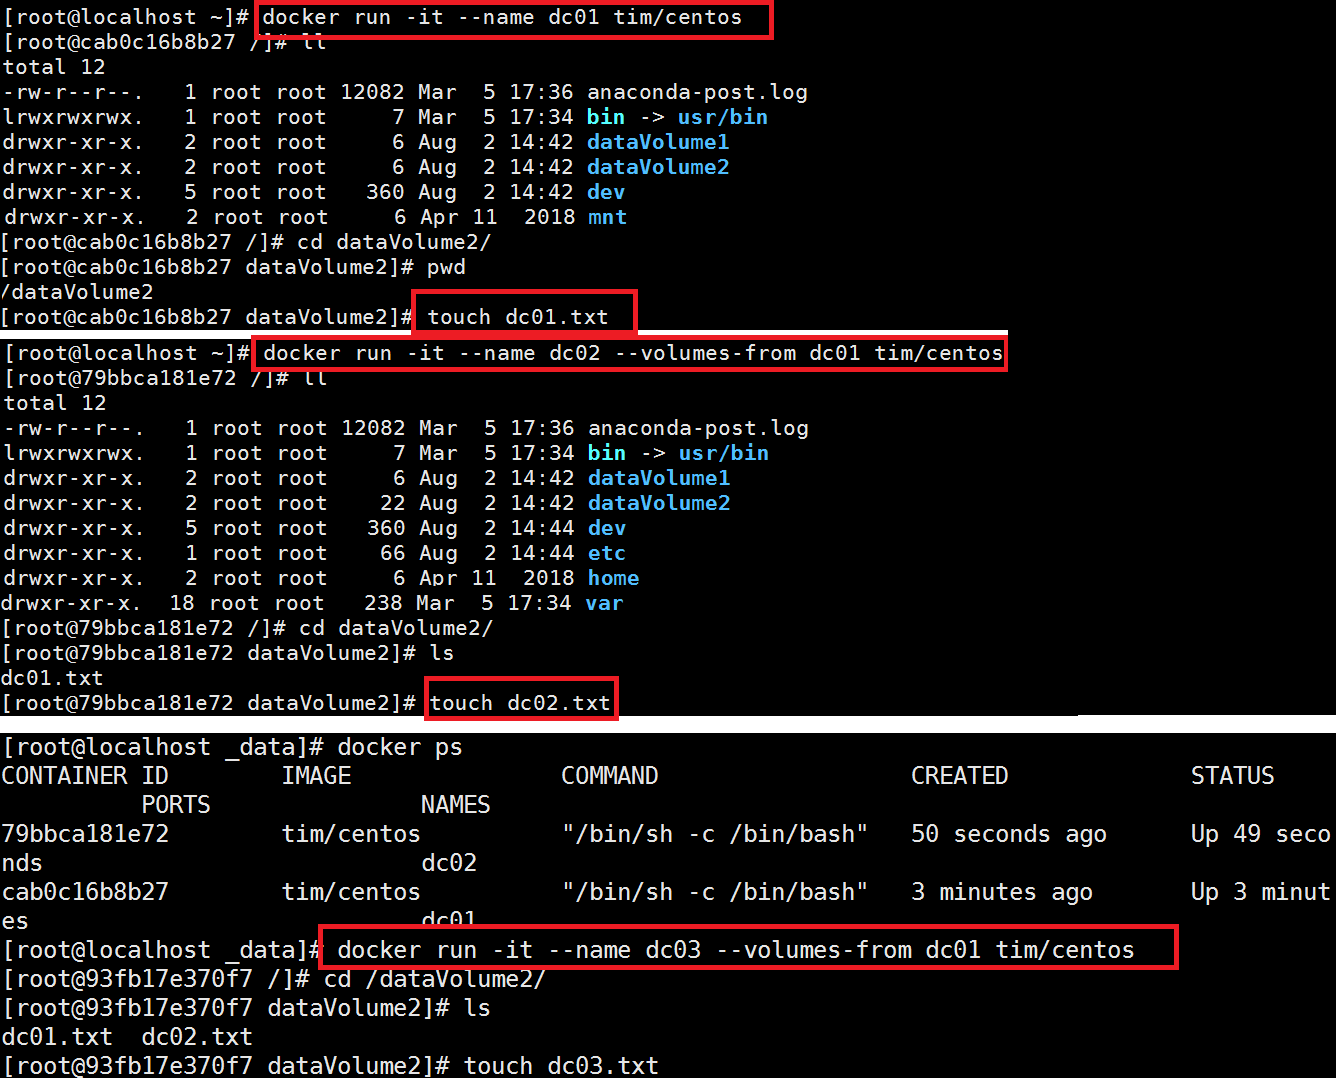 [root@localhost ~]# docker run -it --name dc01 tim/centos
[root@cab0c16b8b27 /]# ll
total 12
-rw-r--r--.   1 root root 12082 Mar  5 17:36 anaconda-post.log
lrwxrwxrwx.   1 root root     7 Mar  5 17:34 bin -> usr/bin
drwxr-xr-x.   2 root root     6 Aug  2 14:42 dataVolume1
drwxr-xr-x.   2 root root     6 Aug  2 14:42 dataVolume2
drwxr-xr-x.   5 root root   360 Aug  2 14:42 dev
drwxr-xr-x.   2 root root     6 Apr 11  2018 mnt
[root@cab0c16b8b27 /]# cd dataVolume2/
[root@cab0c16b8b27 dataVolume2]# pwd
/dataVolume2
[root@cab0c16b8b27 dataVolume2]# touch dc01.txt
[root@localhost ~]# docker run -it --name dc02 --volumes-from dc01 tim/centos
[root@79bbca181e72 /]# ll
total 12
-rw-r--r--.   1 root root 12082 Mar  5 17:36 anaconda-post.log
lrwxrwxrwx.   1 root root     7 Mar  5 17:34 bin -> usr/bin
drwxr-xr-x.   2 root root     6 Aug  2 14:42 dataVolume1
drwxr-xr-x.   2 root root    22 Aug  2 14:42 dataVolume2
drwxr-xr-x.   5 root root   360 Aug  2 14:44 dev
drwxr-xr-x.   1 root root    66 Aug  2 14:44 etc
drwxr-xr-x.   2 root root     6 Apr 11  2018 home
drwxr-xr-x.  18 root root   238 Mar  5 17:34 var
[root@79bbca181e72 /]# cd dataVolume2/
[root@79bbca181e72 dataVolume2]# ls
dc01.txt
[root@79bbca181e72 dataVolume2]# touch dc02.txt
[root@localhost _data]# docker ps
CONTAINER ID        IMAGE               COMMAND                  CREATED             STATUS
          PORTS               NAMES
79bbca181e72        tim/centos          "/bin/sh -c /bin/bash"   50 seconds ago      Up 49 seco
nds                           dc02
cab0c16b8b27        tim/centos          "/bin/sh -c /bin/bash"   3 minutes ago       Up 3 minut
es                            dc01
[root@localhost _data]# docker run -it --name dc03 --volumes-from dc01 tim/centos
[root@93fb17e370f7 /]# cd /dataVolume2/
[root@93fb17e370f7 dataVolume2]# ls
dc01.txt  dc02.txt
[root@93fb17e370f7 dataVolume2]# touch dc03.txt